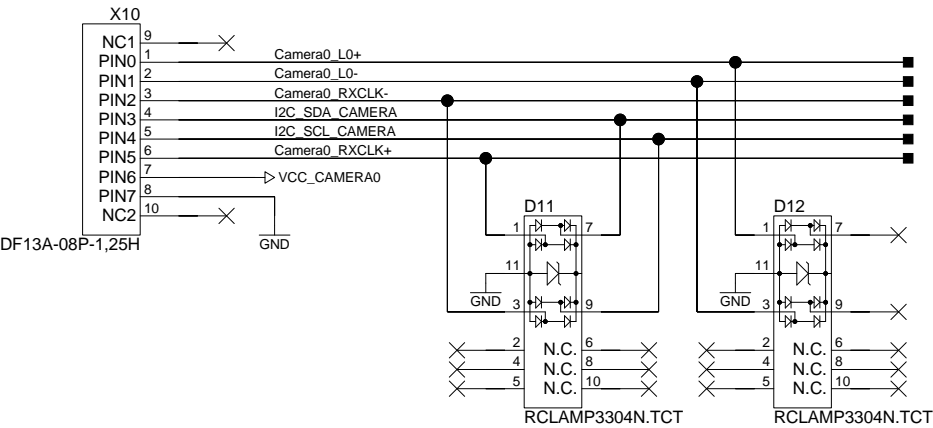 X10
NC1 9
PIN0 1 Camera0_L0+
PIN1 2 Camera0_L0-
PIN2 3 Camera0_RXCLK-
PIN3 4 I2C_SDA_CAMERA
PIN4 5 I2C_SCL_CAMERA
PIN5 6 Camera0_RXCLK+
PIN6 7 VCC_CAMERA0
PIN7 8
NC2 10
DF13A-08P-1,25H
GND
D11
1 7
11
GND
3 9
2 N.C. 6
4 N.C. 8
5 N.C. 10
RCLAMP3304N.TCT
D12
1 7
11
GND
3 9
2 N.C. 6
4 N.C. 8
5 N.C. 10
RCLAMP3304N.TCT